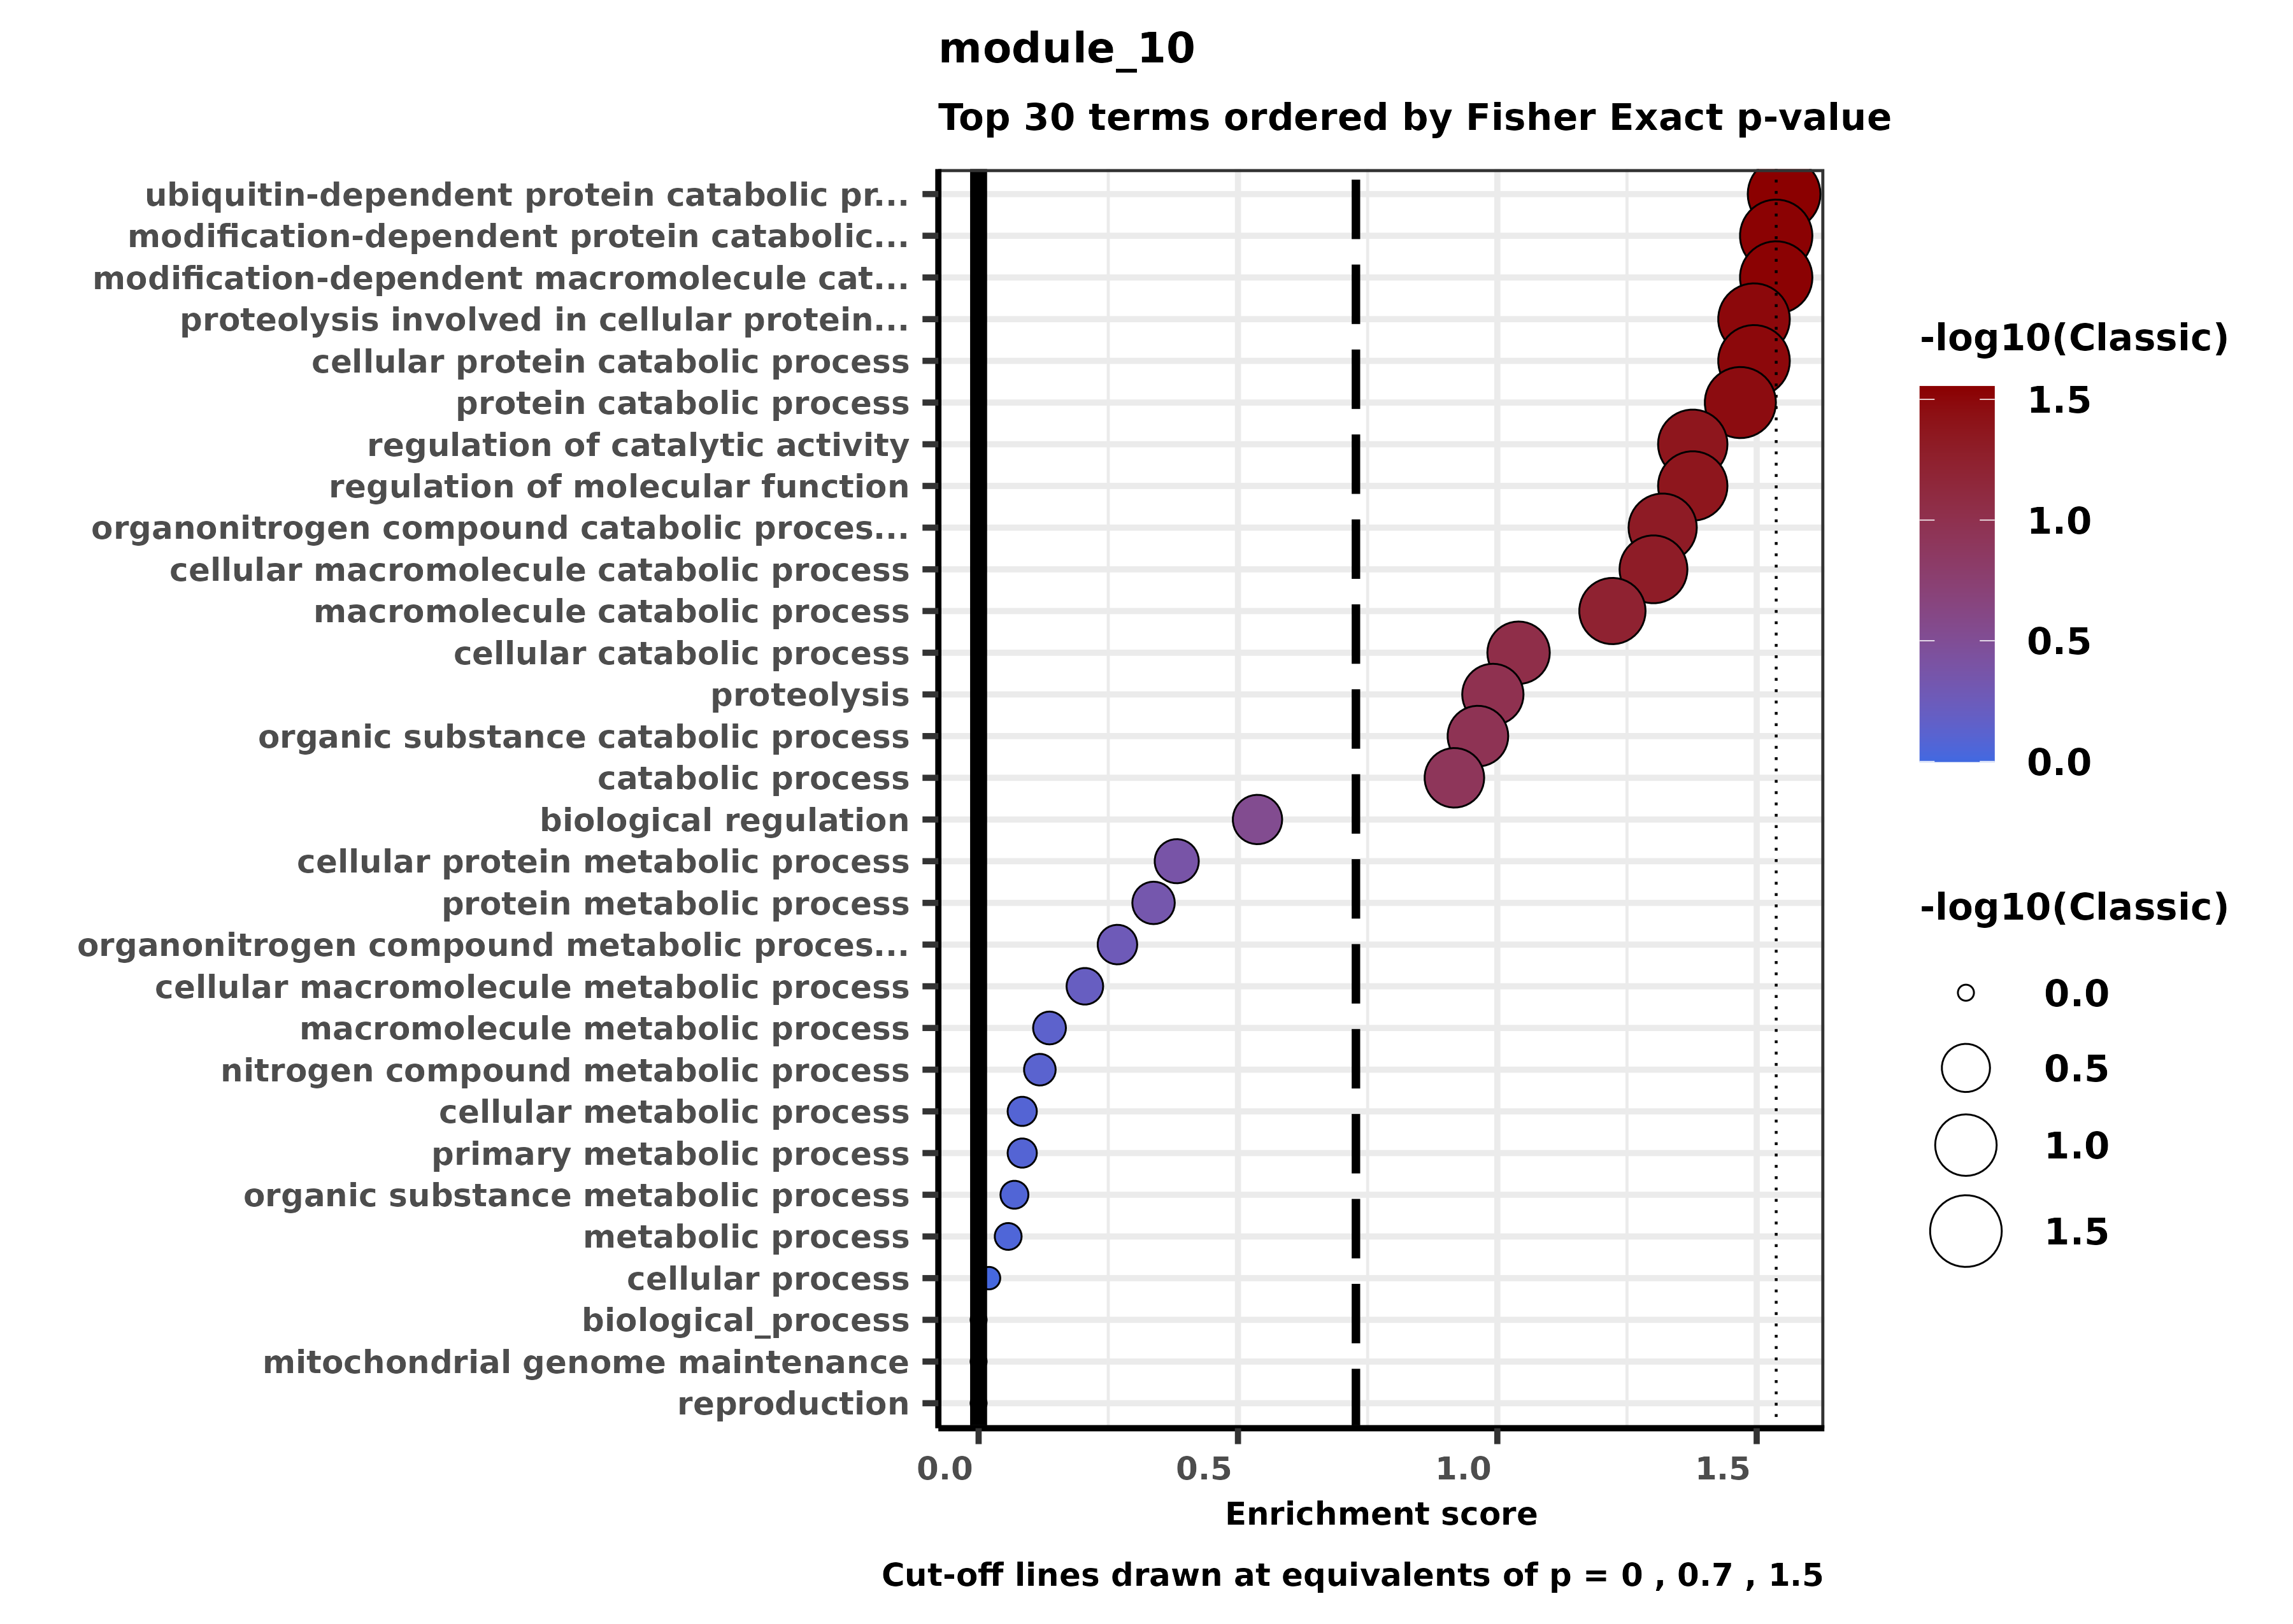 module_10
Top 30 terms ordered by Fisher Exact p-value
ubiquitin-dependent protein catabolic pr...
modification-dependent protein catabolic...
modification-dependent macromolecule cat...
proteolysis involved in cellular protein...
cellular protein catabolic process
protein catabolic process
regulation of catalytic activity
regulation of molecular function
organonitrogen compound catabolic proces...
cellular macromolecule catabolic process
macromolecule catabolic process
cellular catabolic process
proteolysis
organic substance catabolic process
catabolic process
biological regulation
cellular protein metabolic process
protein metabolic process
organonitrogen compound metabolic proces...
cellular macromolecule metabolic process
macromolecule metabolic process
nitrogen compound metabolic process
cellular metabolic process
primary metabolic process
organic substance metabolic process
metabolic process
cellular process
biological_process
mitochondrial genome maintenance
reproduction
0.0 0.5 1.0 1.5
Enrichment score
Cut-off lines drawn at equivalents of p = 0 , 0.7 , 1.5
-log10(Classic)
1.5
1.0
0.5
0.0
-log10(Classic)
0.0
0.5
1.0
1.5